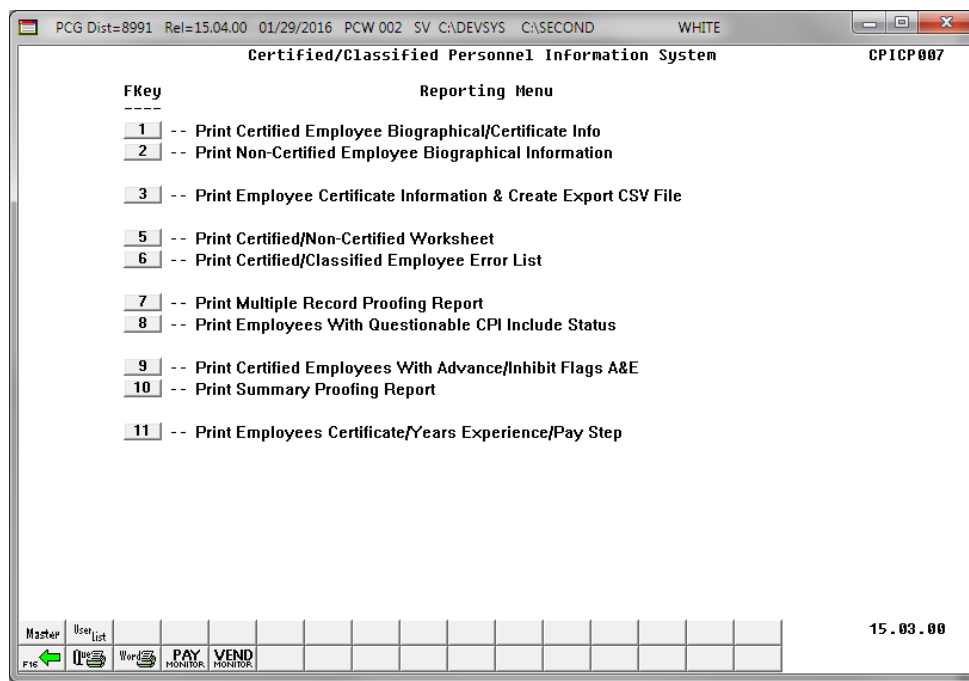 PCG Dist=8991 Rel=15.04.00 01/29/2016 PCW 002 SV C:\DEVSYS C:\SECOND WHITE
Certified/Classified Personnel Information System CPICP007
FKey Reporting Menu
----
1 -- Print Certified Employee Biographical/Certificate Info
2 -- Print Non-Certified Employee Biographical Information
3 -- Print Employee Certificate Information & Create Export CSV File
5 -- Print Certified/Non-Certified Worksheet
6 -- Print Certified/Classified Employee Error List
7 -- Print Multiple Record Proofing Report
8 -- Print Employees With Questionable CPI Include Status
9 -- Print Certified Employees With Advance/Inhibit Flags A&E
10 -- Print Summary Proofing Report
11 -- Print Employees Certificate/Years Experience/Pay Step
Master User List 15.03.00
F16 Que Word PAY MONITOR VEND MONITOR